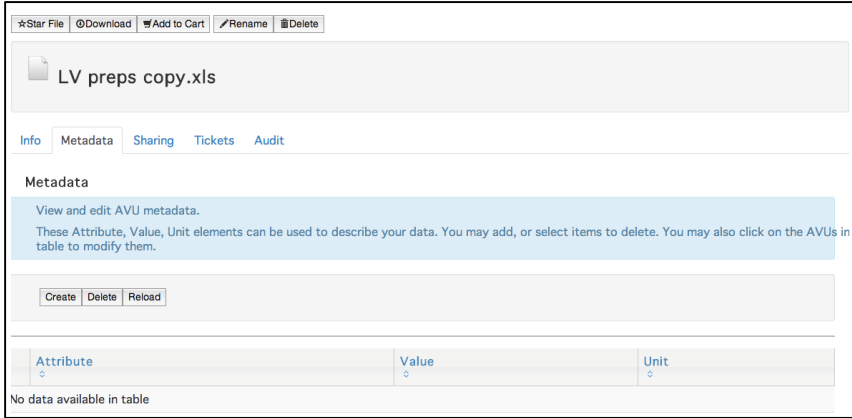 ☆Star File Download Add to Cart Rename Delete
LV preps copy.xls
Info Metadata Sharing Tickets Audit
Metadata
View and edit AVU metadata.
These Attribute, Value, Unit elements can be used to describe your data. You may add, or select items to delete. You may also click on the AVUs in
table to modify them.
Create Delete Reload
Attribute Value Unit
No data available in table